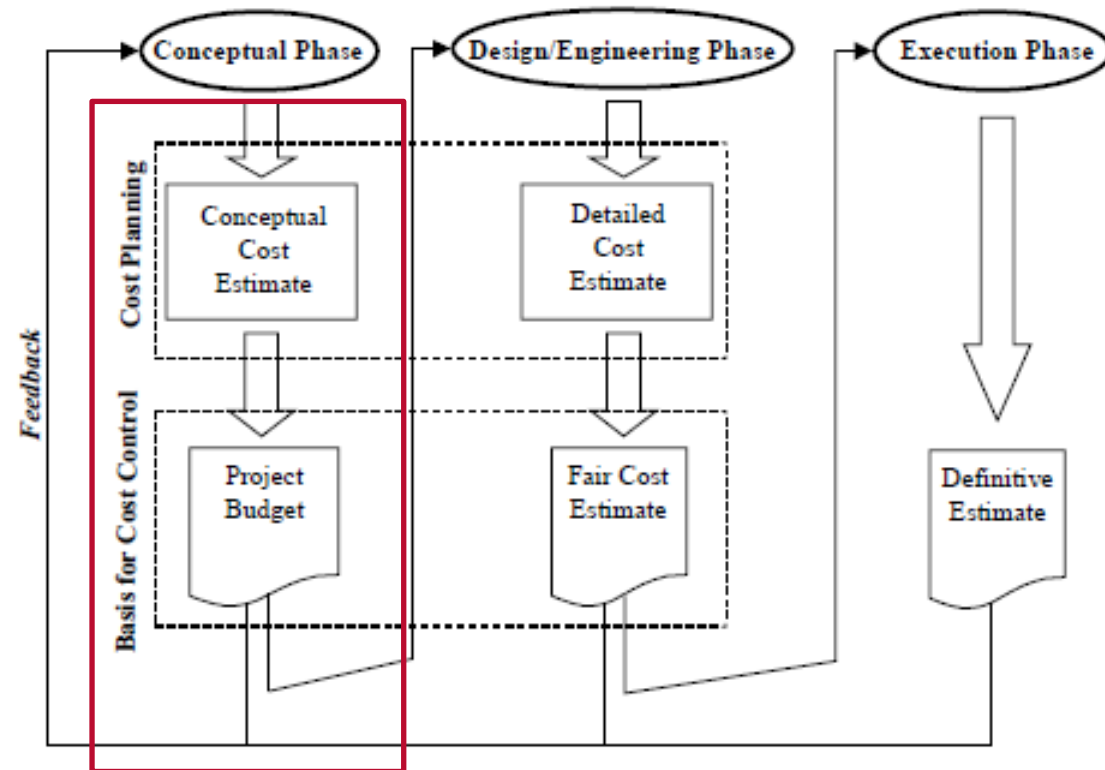 Conceptual Phase
Design/Engineering Phase
Execution Phase
Cost Planning
Conceptual
Cost
Estimate
Detailed
Cost
Estimate
Feedback
Basis for Cost Control
Project
Budget
Fair Cost
Estimate
Definitive
Estimate